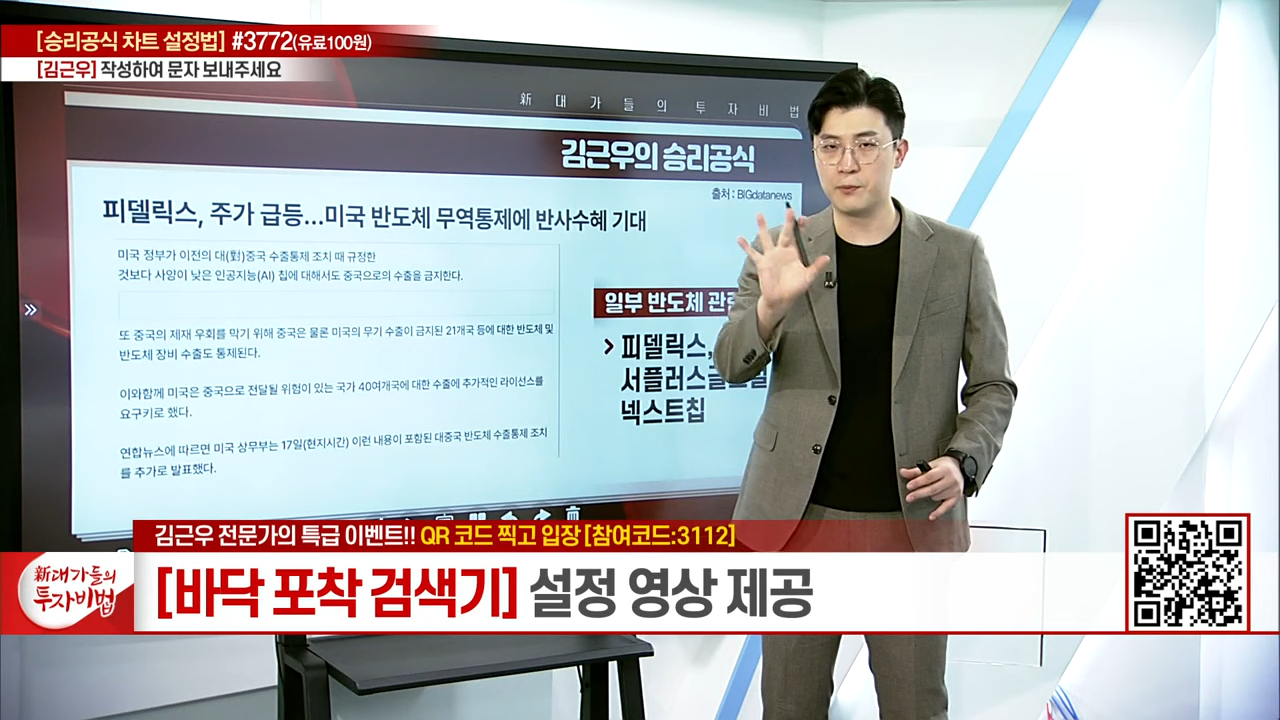 [승리공식 차트 설정법] #3772(유료100원)
[김근우] 작성하여 문자 보내주세요
新 대가들의 투자비법
김근우의 승리공식
출처 : BIGdatanews
피델릭스, 주가 급등...미국 반도체 무역통제에 반사수혜 기대
미국 정부가 이전의 대(對)중국 수출통제 조치 때 규정한
것보다 사양이 낮은 인공지능(AI) 칩에 대해서도 중국으로의 수출을 금지한다.
또 중국의 제재 우회를 막기 위해 중국은 물론 미국의 무기 수출이 금지된 21개국 등에 대한 반도체 및
반도체 장비 수출도 통제된다.
이와함께 미국은 중국으로 전달될 위험이 있는 국가 40여개국에 대한 수출에 추가적인 라이선스를
요구키로 했다.
연합뉴스에 따르면 미국 상무부는 17일(현지시간) 이런 내용이 포함된 대중국 반도체 수출통제 조치
를 추가로 발표했다.
일부 반도체
> 피델릭스,
서플러스
넥스트칩
김근우 전문가의 특급 이벤트!! QR 코드 찍고 입장 [참여코드:3112]
新대가들의
투자비법
[바닥 포착 검색기] 설정 영상 제공